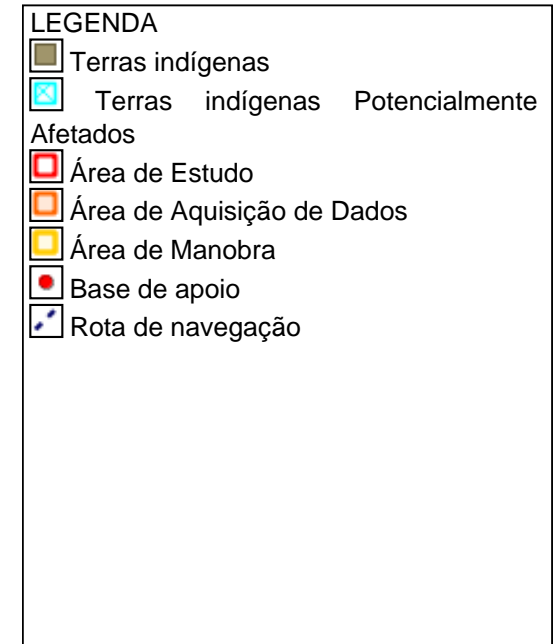 LEGENDA
Terras indígenas
Terras indígenas Potencialmente
Afetados
Área de Estudo
Área de Aquisição de Dados
Área de Manobra
Base de apoio
Rota de navegação